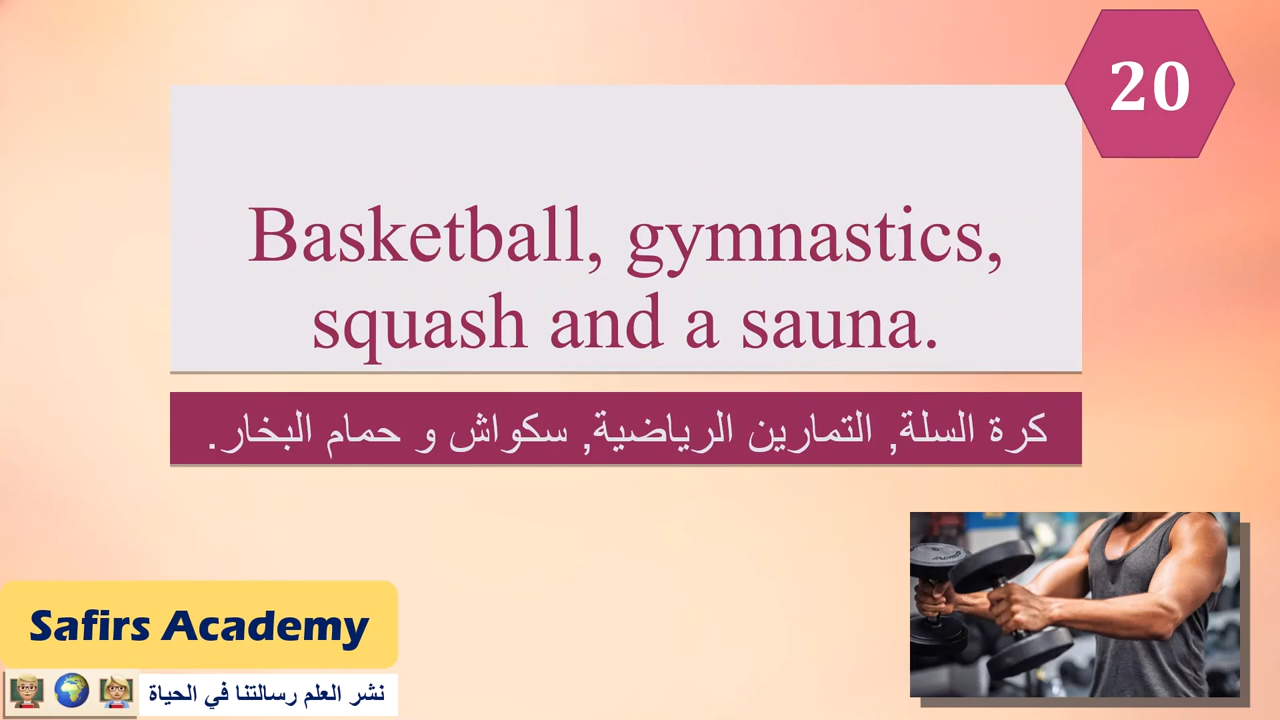 20
Basketball, gymnastics,
squash and a sauna.
كرة السلة, التمارين الرياضية, سكواش و حمام البخار.
Safirs Academy
نشر العلم رسالتنا في الحياة